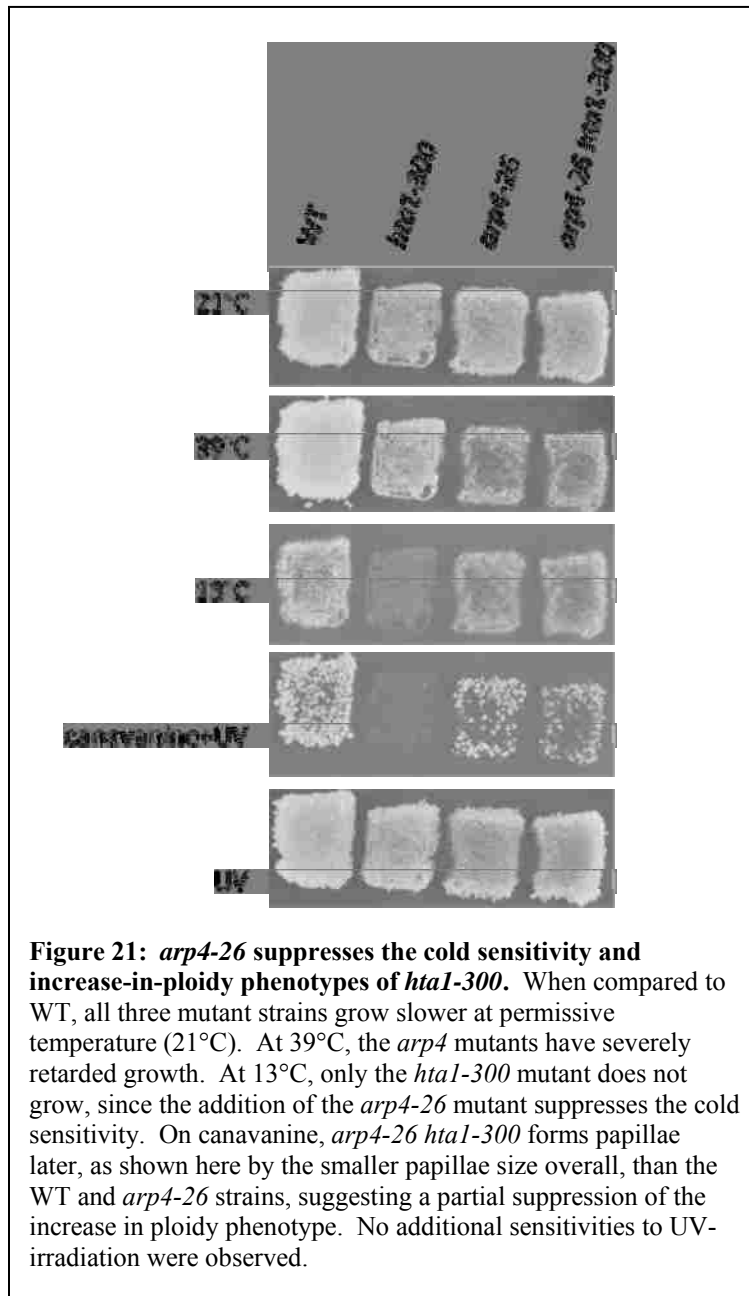 WT
hta1-300
arp4-26
arp4-26 hta1-300
21°C
39°C
13°C
canavanine+UV
UV
Figure 21: arp4-26 suppresses the cold sensitivity and
increase-in-ploidy phenotypes of hta1-300. When compared to
WT, all three mutant strains grow slower at permissive
temperature (21°C). At 39°C, the arp4 mutants have severely
retarded growth. At 13°C, only the hta1-300 mutant does not
grow, since the addition of the arp4-26 mutant suppresses the cold
sensitivity. On canavanine, arp4-26 hta1-300 forms papillae
later, as shown here by the smaller papillae size overall, than the
WT and arp4-26 strains, suggesting a partial suppression of the
increase in ploidy phenotype. No additional sensitivities to UV-
irradiation were observed.